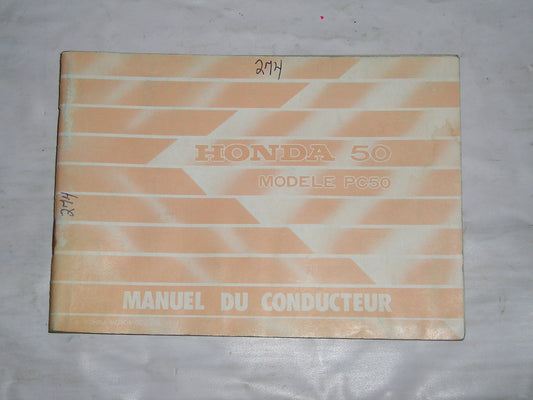 274
HONDA 50
MODELE PC50
274
MANUEL DU CONDUCTEUR